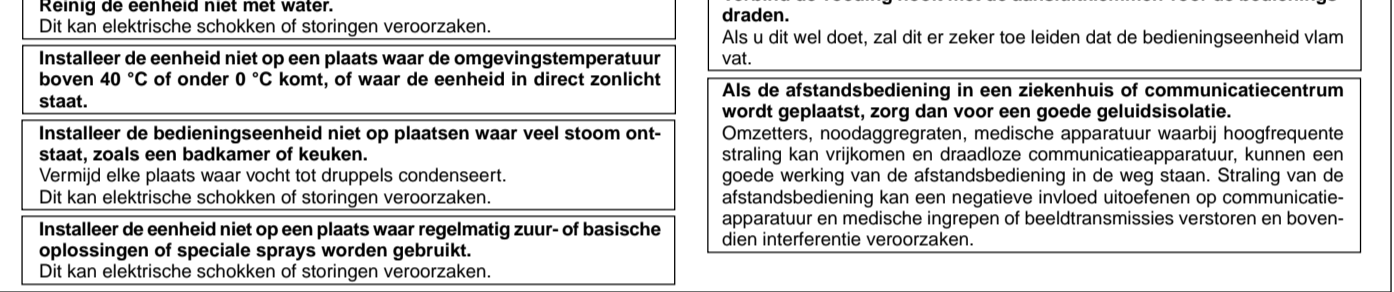 Reinig de eenheid niet met water.
Dit kan elektrische schokken of storingen veroorzaken.
Installeer de eenheid niet op een plaats waar de omgevingstemperatuur
boven 40 °C of onder 0 °C komt, of waar de eenheid in direct zonlicht
staat.
Installeer de bedieningseenheid niet op plaatsen waar veel stoom ont-
staat, zoals een badkamer of keuken.
Vermijd elke plaats waar vocht tot druppels condenseert.
Dit kan elektrische schokken of storingen veroorzaken.
Installeer de eenheid niet op een plaats waar regelmatig zuur- of basische
oplossingen of speciale sprays worden gebruikt.
Dit kan elektrische schokken of storingen veroorzaken.
draden.
Als u dit wel doet, zal dit er zeker toe leiden dat de bedieningseenheid vlam
vat.
Als de afstandsbediening in een ziekenhuis of communicatiecentrum
wordt geplaatst, zorg dan voor een goede geluidsisolatie.
Omzetters, noodaggregraten, medische apparatuur waarbij hoogfrequente
straling kan vrijkomen en draadloze communicatieapparatuur, kunnen een
goede werking van de afstandsbediening in de weg staan. Straling van de
afstandsbediening kan een negatieve invloed uitoefenen op communicatie-
apparatuur en medische ingrepen of beeldtransmissies verstoren en boven-
dien interferentie veroorzaken.